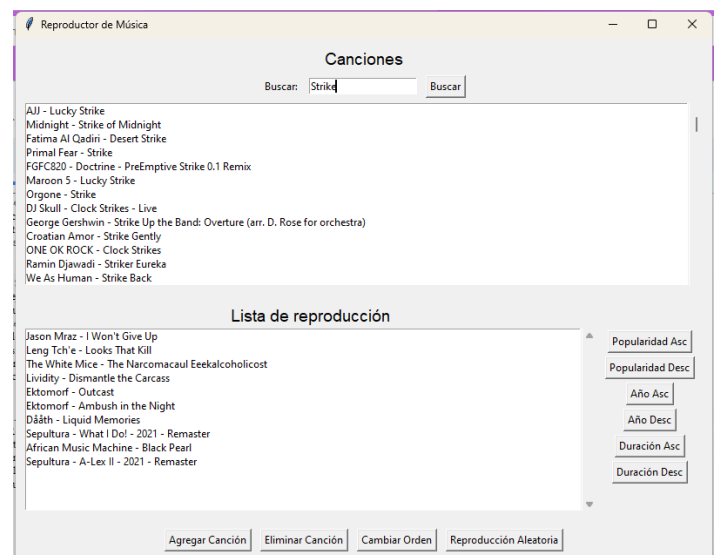 Reproductor de Música
Canciones
Buscar: Strike Buscar
AJJ - Lucky Strike
Midnight - Strike of Midnight
Fatima Al Qadiri - Desert Strike
Primal Fear - Strike
FGFC820 - Doctrine - PreEmptive Strike 0.1 Remix
Maroon 5 - Lucky Strike
Orgone - Strike
DJ Skull - Clock Strikes - Live
George Gershwin - Strike Up the Band: Overture (arr. D. Rose for orchestra)
Croatian Amor - Strike Gently
ONE OK ROCK - Clock Strikes
Ramin Djawadi - Striker Eureka
We As Human - Strike Back
Lista de reproducción
Jason Mraz - I Won't Give Up
Leng Tch'e - Looks That Kill
The White Mice - The Narcomacaul Eeekalcoholicost
Lividity - Dismantle the Carcass
Ektomorf - Outcast
Ektomorf - Ambush in the Night
Dååth - Liquid Memories
Sepultura - What I Do! - 2021 - Remaster
African Music Machine - Black Pearl
Sepultura - A-Lex II - 2021 - Remaster
Popularidad Asc
Popularidad Desc
Año Asc
Año Desc
Duración Asc
Duración Desc
Agregar Canción Eliminar Canción Cambiar Orden Reproducción Aleatoria